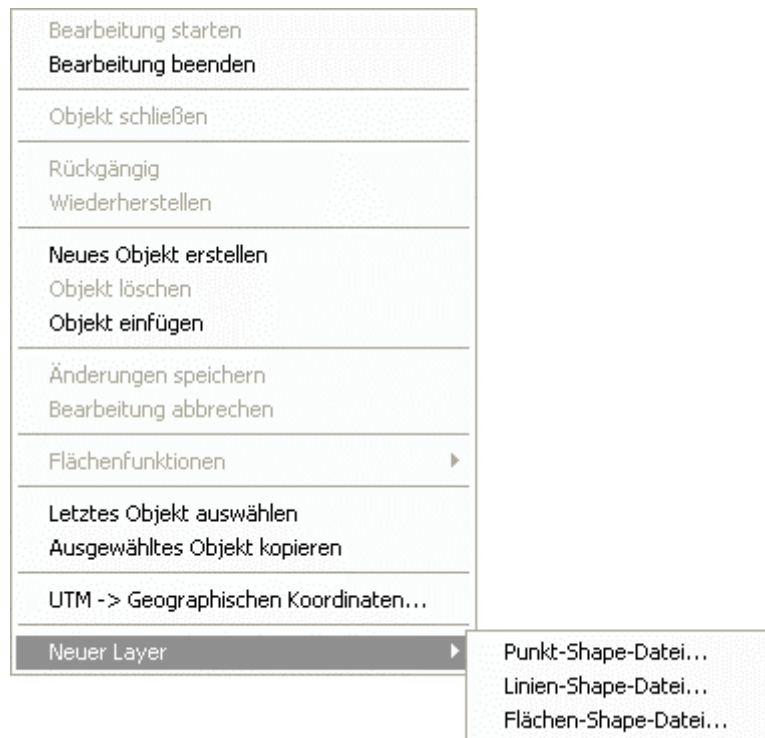 Bearbeitung starten
Bearbeitung beenden
Objekt schließen
Rückgängig
Wiederherstellen
Neues Objekt erstellen
Objekt löschen
Objekt einfügen
Änderungen speichern
Bearbeitung abbrechen
Flächenfunktionen
Letztes Objekt auswählen
Ausgewähltes Objekt kopieren
UTM -> Geographischen Koordinaten...
Neuer Layer
Punkt-Shape-Datei...
Linien-Shape-Datei...
Flächen-Shape-Datei...